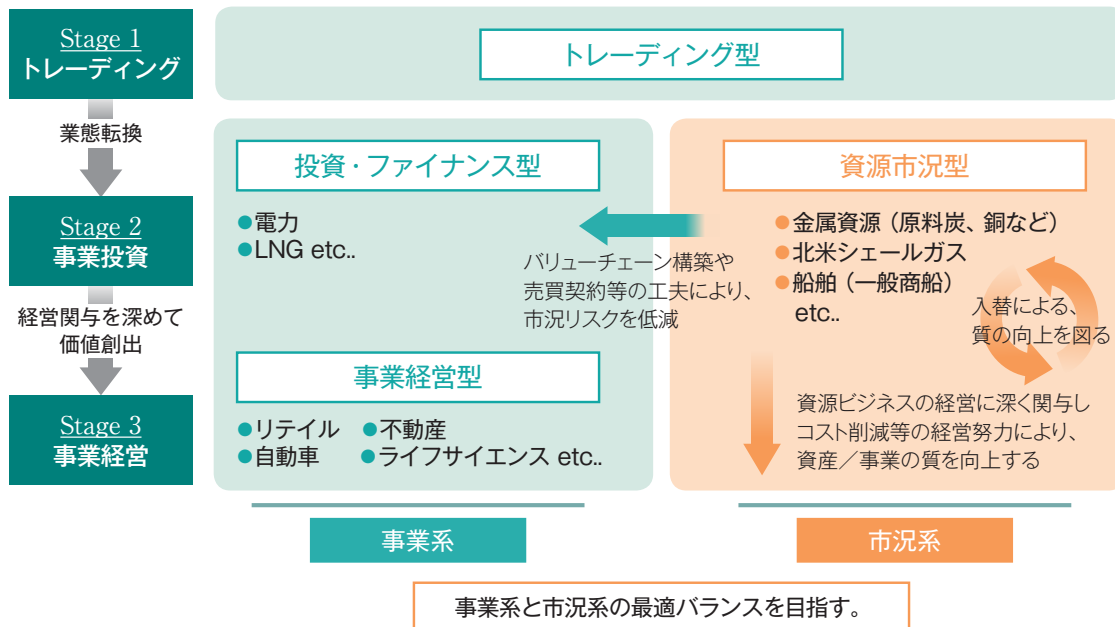 Stage 1
トレーディング
業態転換
Stage 2
事業投資
経営関与を深めて
価値創出
Stage 3
事業経営
トレーディング型
投資・ファイナンス型
●電力
●LNG etc..
バリューチェーン構築や
売買契約等の工夫により、
市況リスクを低減
事業経営型
●リテイル ●不動産
●自動車 ●ライフサイエンス etc..
資源市況型
●金属資源（原料炭、銅など）
●北米シェールガス
●船舶（一般商船）
etc..
入替による、
質の向上を図る
資源ビジネスの経営に深く関与し
コスト削減等の経営努力により、
資産／事業の質を向上する
事業系
市況系
事業系と市況系の最適バランスを目指す。